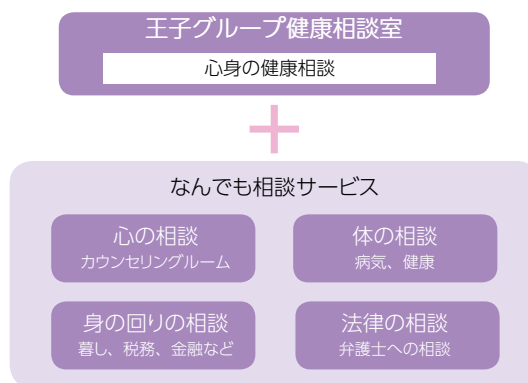 王子グループ健康相談室
心身の健康相談
なんでも相談サービス
心の相談
カウンセリングルーム
体の相談
病気、健康
身の回りの相談
暮し、税務、金融など
法律の相談
弁護士への相談